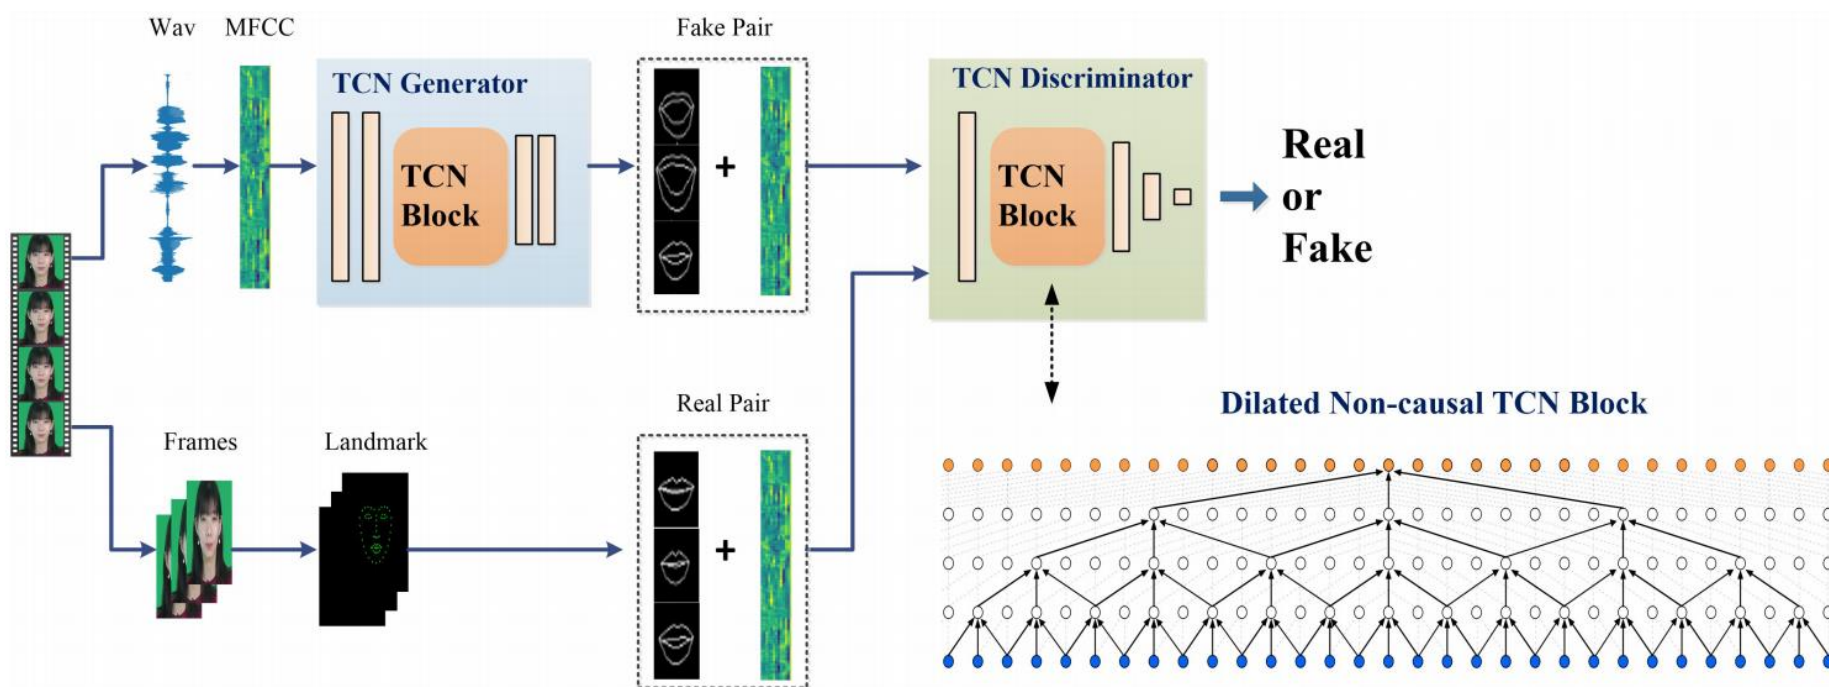 Wav
MFCC
Fake Pair
TCN Generator
TCN
Block
+
TCN Discriminator
TCN
Block
Real
or
Fake
Frames
Landmark
Real Pair
+
Dilated Non-causal TCN Block